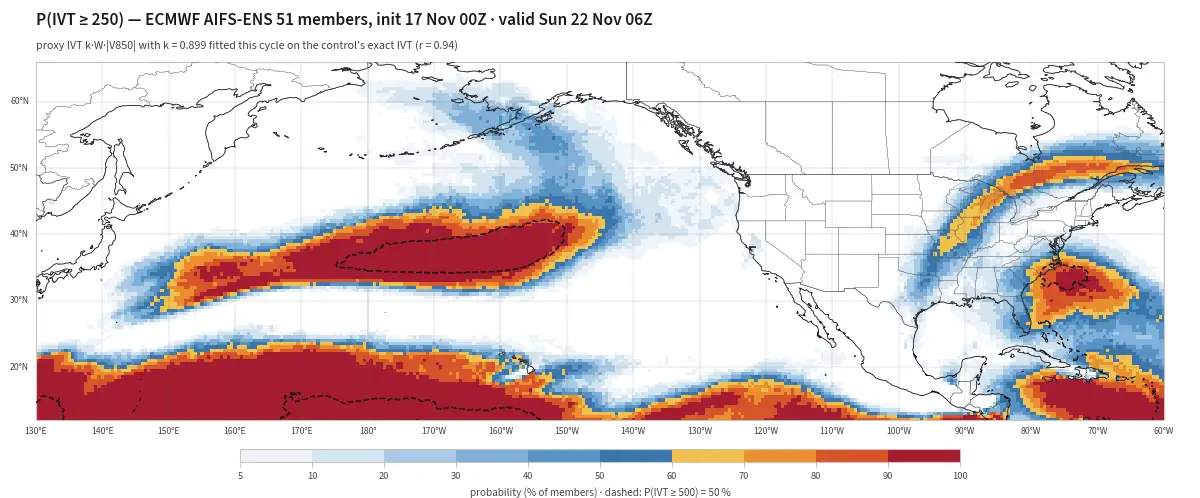 P(IVT ≥ 250) — ECMWF AIFS-ENS 51 members, init 17 Nov 00Z · valid Sun 22 Nov 06Z
proxy IVT k·W·|V850| with k = 0.899 fitted this cycle on the control's exact IVT (r = 0.94)
60°N
50°N
40°N
30°N
20°N
130°E 140°E 150°E 160°E 170°E 180° 170°W 160°W 150°W 140°W 130°W 120°W 110°W 100°W 90°W 80°W 70°W 60°W
5 10 20 30 40 50 60 70 80 90 100
probability (% of members) · dashed: P(IVT ≥ 500) = 50 %